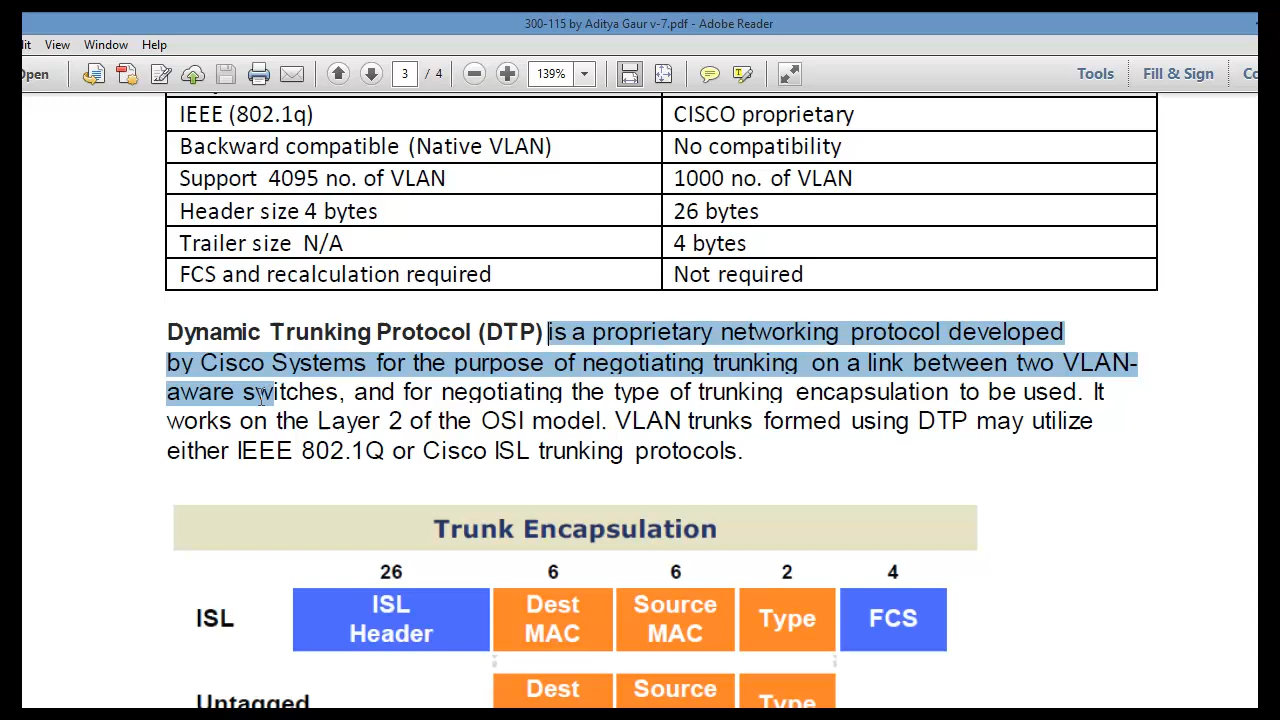 300-115 by Aditya Gaur v-7.pdf - Adobe Reader
it View Window Help
Open 3 / 4 139% Tools Fill & Sign Co
IEEE (802.1q) CISCO proprietary
Backward compatible (Native VLAN) No compatibility
Support 4095 no. of VLAN 1000 no. of VLAN
Header size 4 bytes 26 bytes
Trailer size N/A 4 bytes
FCS and recalculation required Not required
Dynamic Trunking Protocol (DTP) is a proprietary networking protocol developed
by Cisco Systems for the purpose of negotiating trunking on a link between two VLAN-
aware switches, and for negotiating the type of trunking encapsulation to be used. It
works on the Layer 2 of the OSI model. VLAN trunks formed using DTP may utilize
either IEEE 802.1Q or Cisco ISL trunking protocols.
Trunk Encapsulation
26 6 6 2 4
ISL ISL Header Dest MAC Source MAC Type FCS
Untagged Dest Source Type